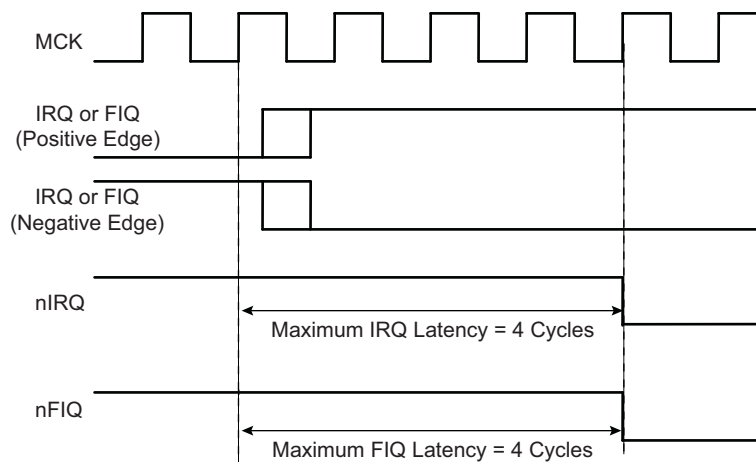 MCK
IRQ or FIQ
(Positive Edge)
IRQ or FIQ
(Negative Edge)
nIRQ
Maximum IRQ Latency = 4 Cycles
nFIQ
Maximum FIQ Latency = 4 Cycles